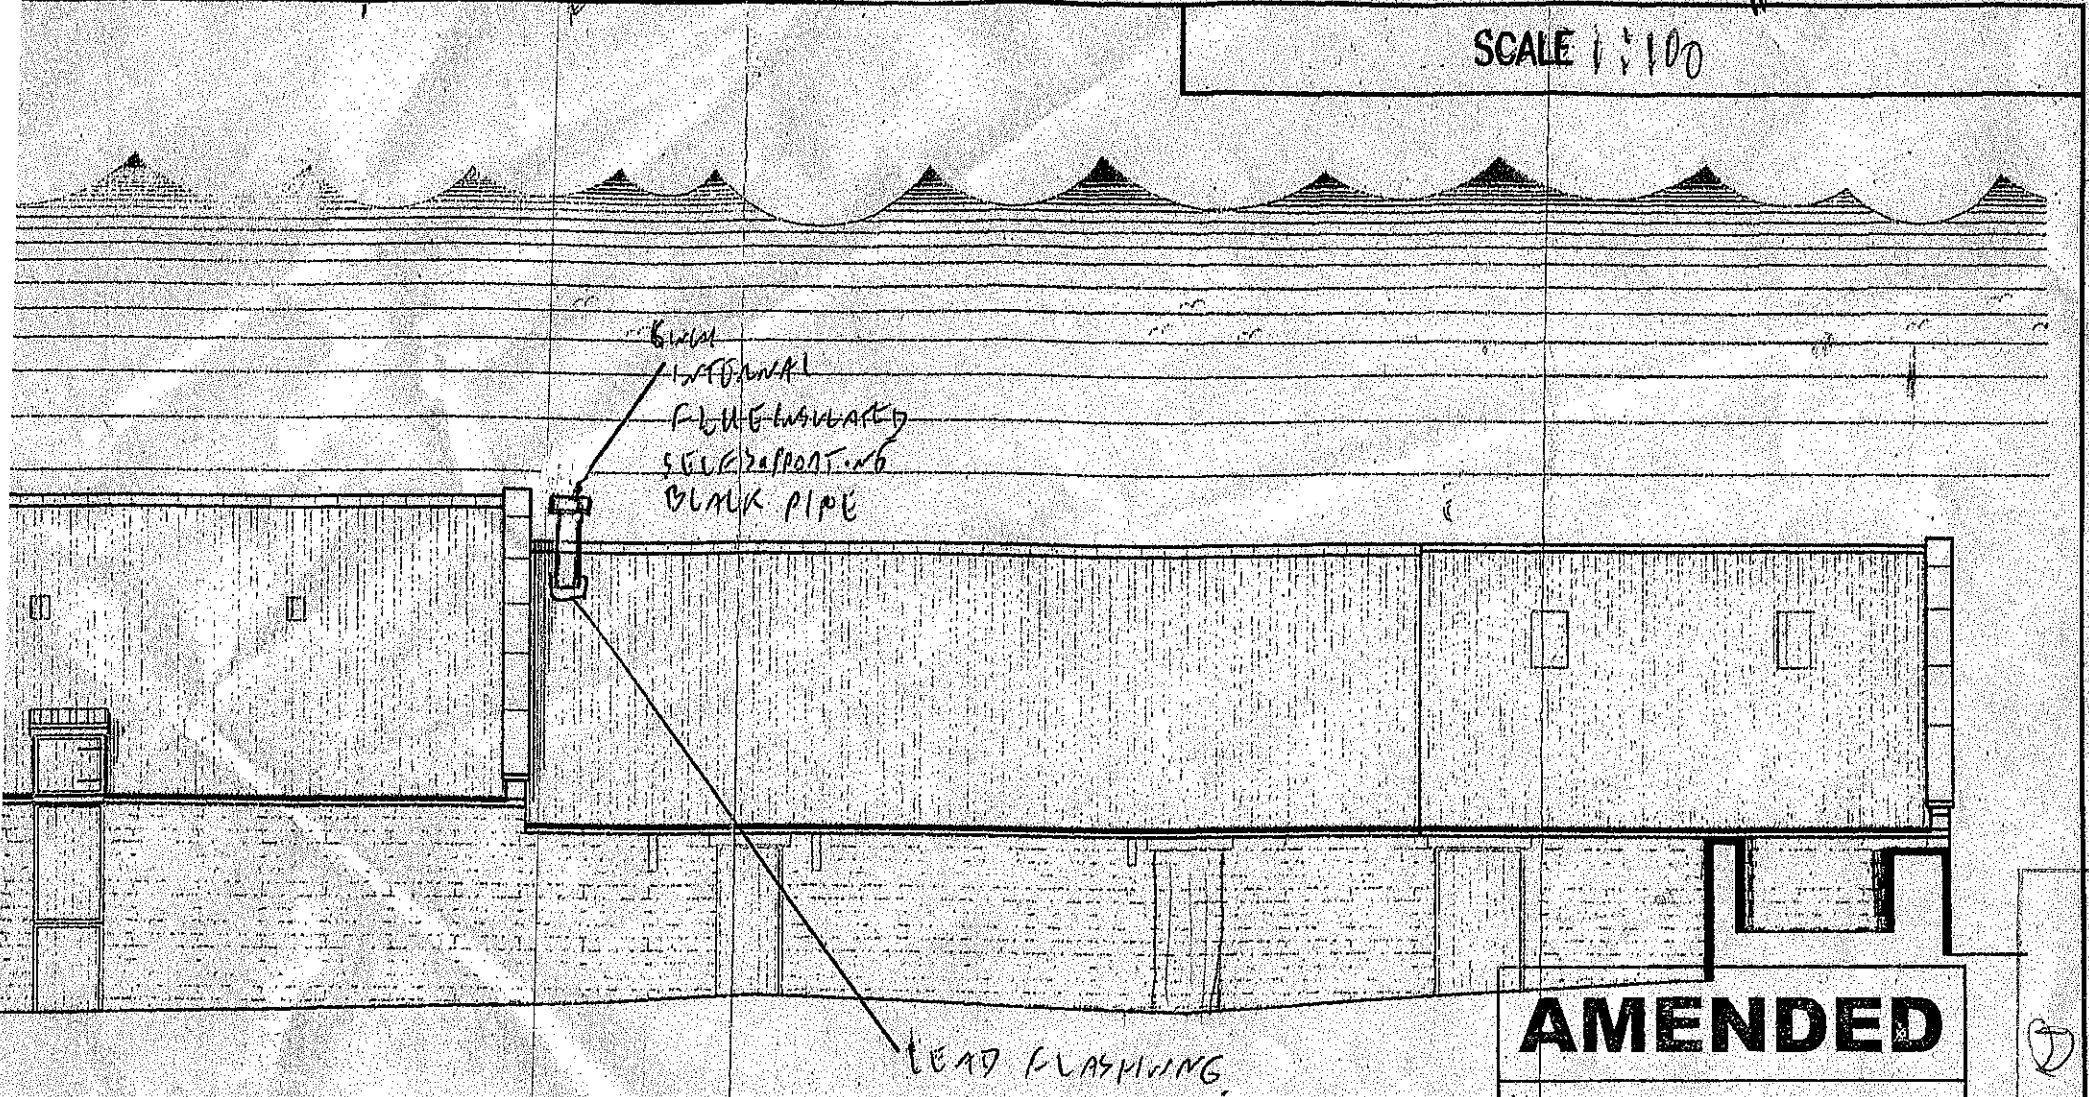 SCALE 1:100
INTERNAL
FLUE INSULATED
SELF SUPPORTING
BLACK PIPE
LEAD FLASHING
AMENDED